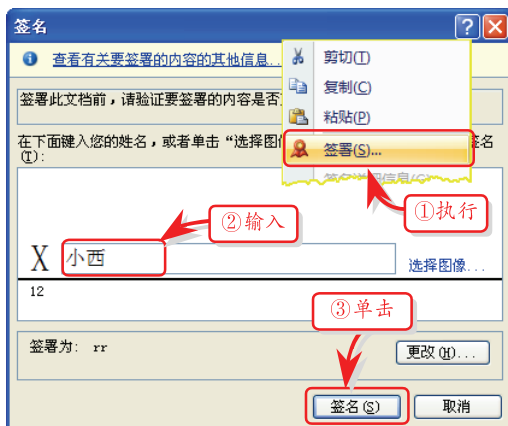 签名
查看有关要签署的内容的其他信息..
剪切(T)
复制(C)
粘贴(P)
签署(S)...
签署此文档前，请验证要签署的内容是否
在下面键入您的姓名，或者单击“选择图像
签名
(I):
①执行
②输入
X 小西
选择图像...
12
③单击
签署为: rr
更改(H)...
签名(S)
取消